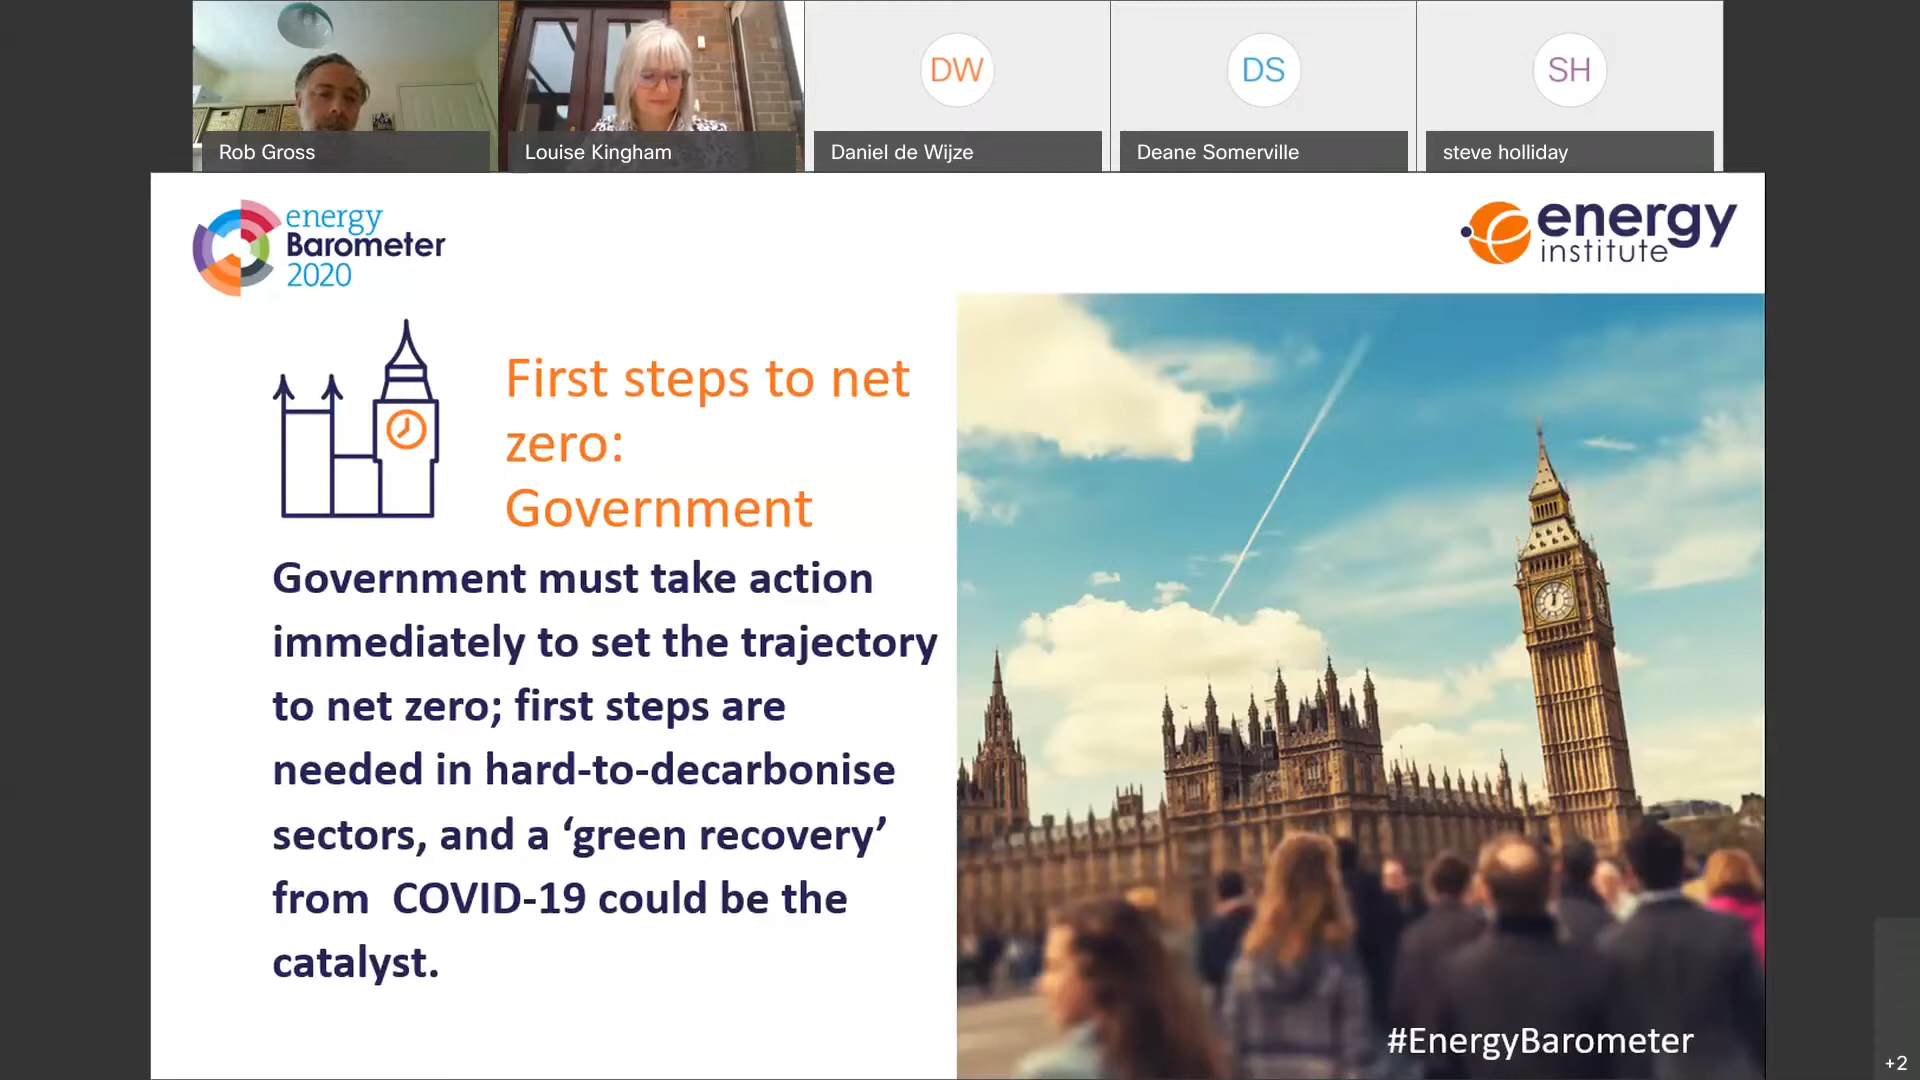 DW
DS
SH
Rob Gross
Louise Kingham
Daniel de Wijze
Deane Somerville
steve holliday
energy
Barometer
2020
energy
institute
First steps to net
zero:
Government
Government must take action
immediately to set the trajectory
to net zero; first steps are
needed in hard-to-decarbonise
sectors, and a ‘green recovery’
from  COVID-19 could be the
catalyst.
#EnergyBarometer
+2